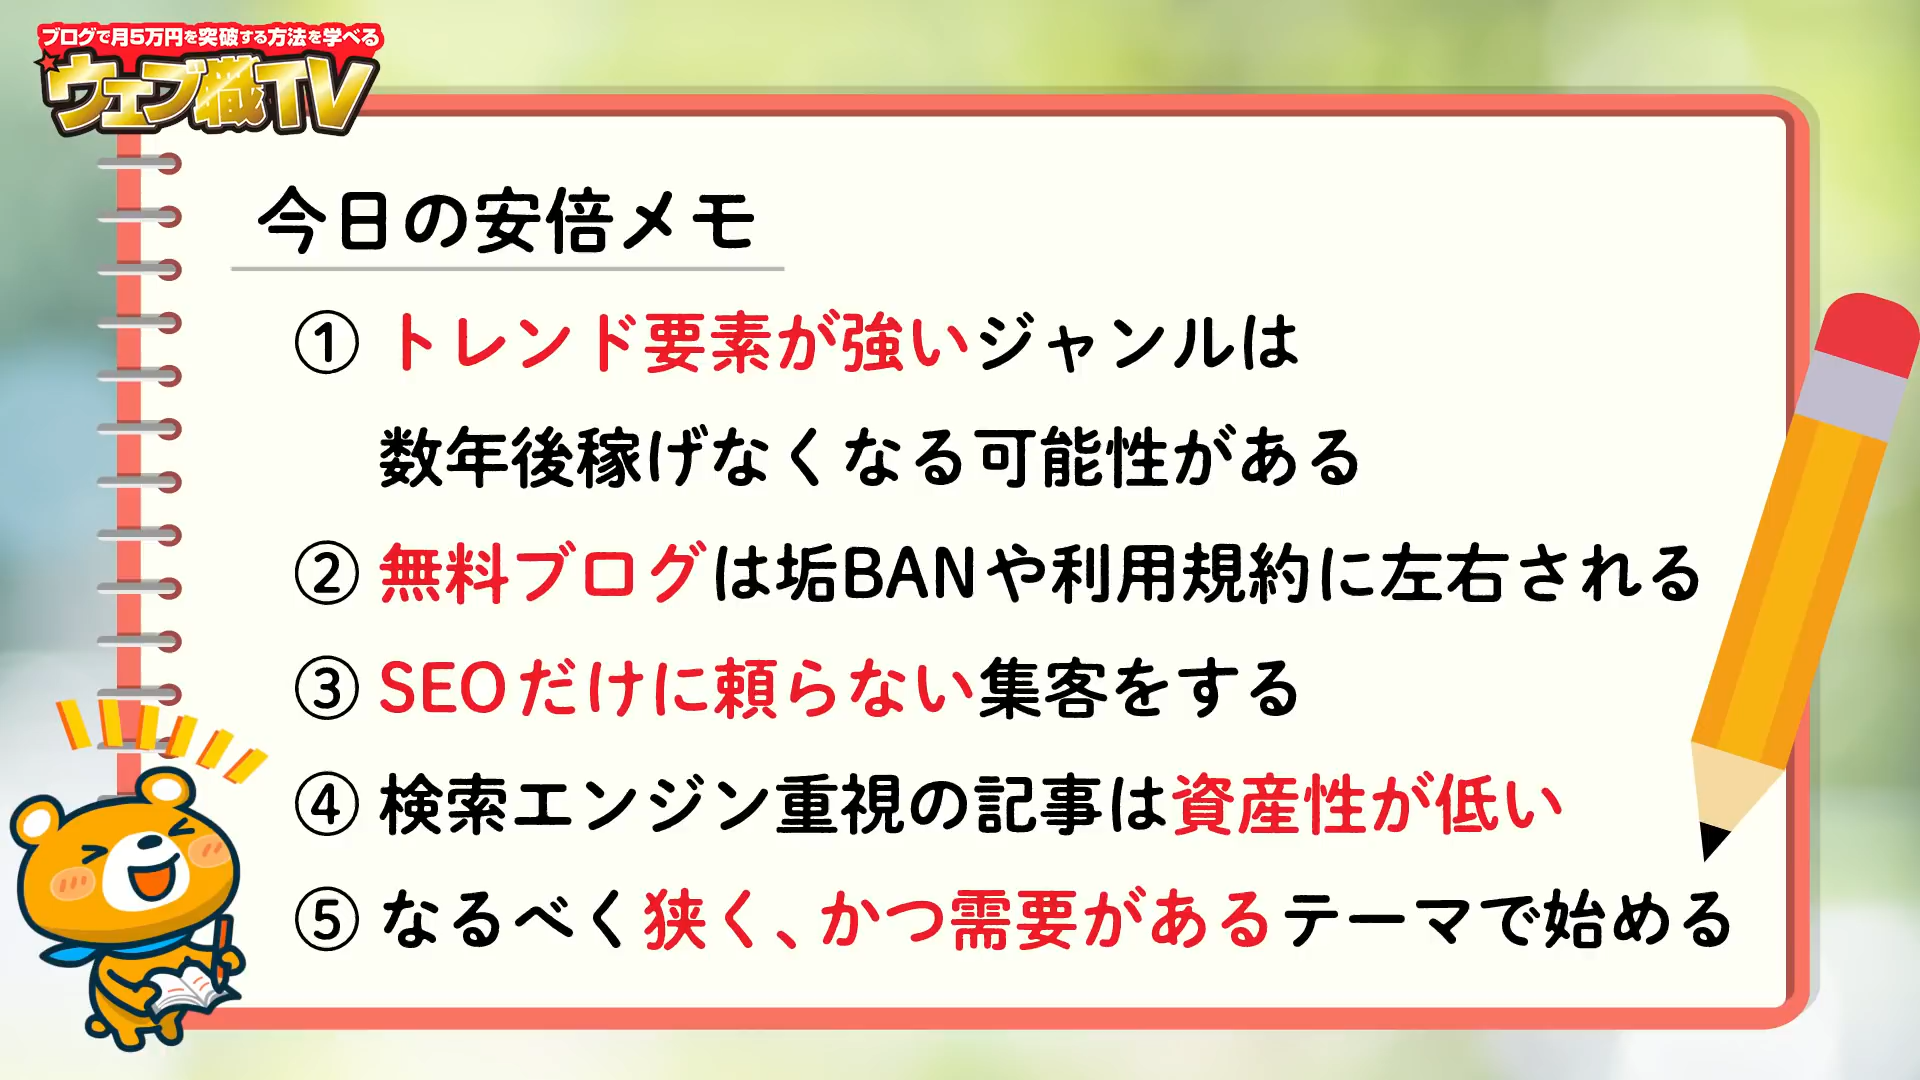 ブログで月5万円を突破する方法を学べる
ウェブ職TV
今日の安倍メモ
① トレンド要素が強いジャンルは
数年後稼げなくなる可能性がある
② 無料ブログは垢BANや利用規約に左右される
③ SEOだけに頼らない集客をする
④ 検索エンジン重視の記事は資産性が低い
⑤ なるべく狭く、かつ需要があるテーマで始める